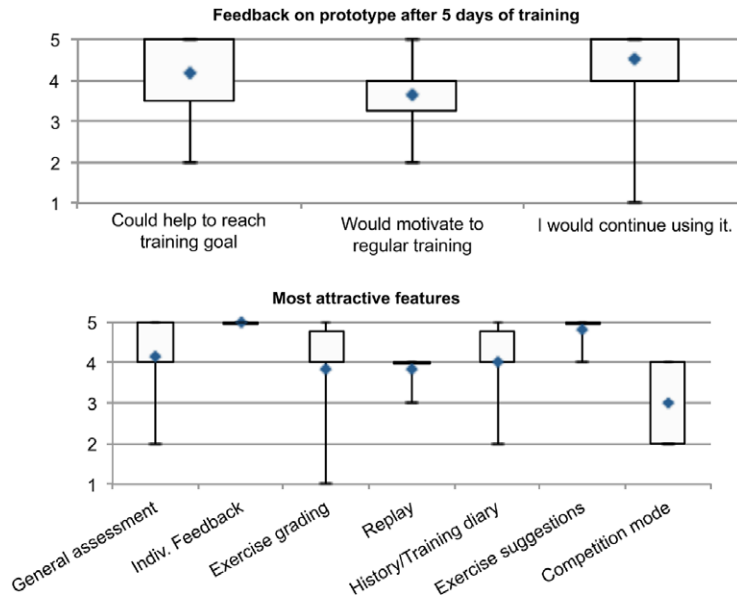 Feedback on prototype after 5 days of training
5
4
3
2
1
Could help to reach
training goal
Would motivate to
regular training
I would continue using it.
Most attractive features
5
4
3
2
1
General assessment
Indiv. Feedback
Exercise grading
Replay
History/Training diary
Exercise suggestions
Competition mode